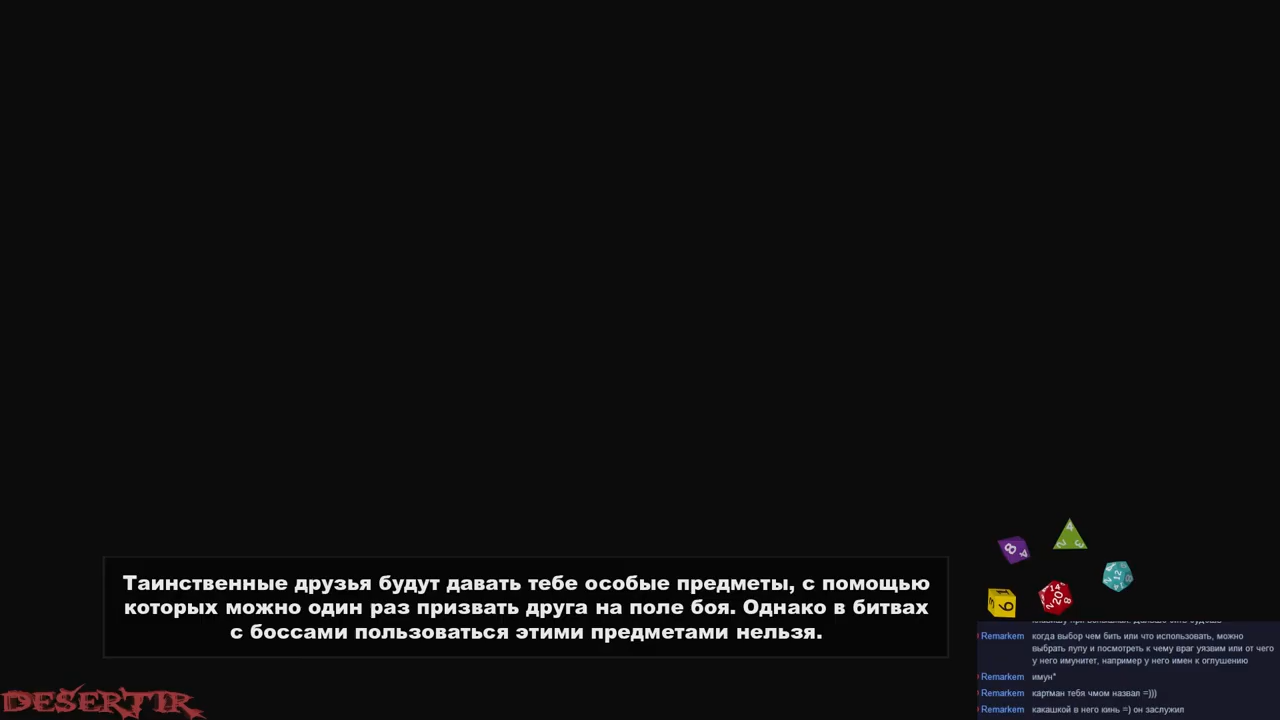 Таинственные друзья будут давать тебе особые предметы, с помощью
которых можно один раз призвать друга на поле боя. Однако в битвах
с боссами пользоваться этими предметами нельзя.
Remarkem когда выбор чем бить или что использовать, можно
выбрать лупу и посмотреть к чему враг уязвим или от чего
у него имунитет, например у него имен к оглушению
Remarkem имун*
Remarkem картман тебя чмом назвал =)))
Remarkem какашкой в него кинь =) он заслужил
DESERTIR